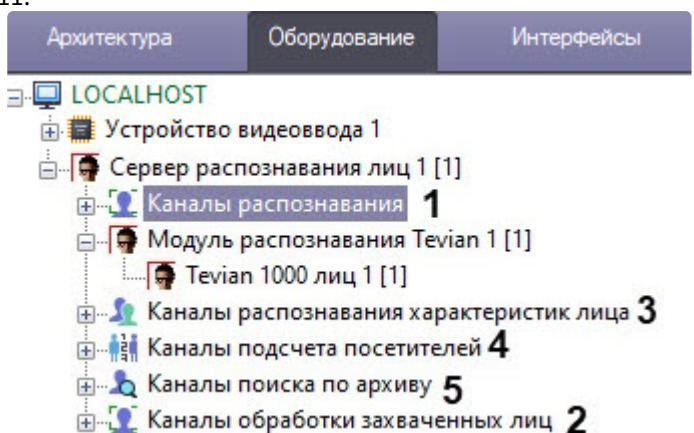 11.
Архитектура Оборудование Интерфейсы
LOCALHOST
Устройство видеоввода 1
Сервер распознавания лиц 1 [1]
Каналы распознавания 1
Модуль распознавания Tevian 1 [1]
Tevian 1000 лиц 1 [1]
Каналы распознавания характеристик лица 3
Каналы подсчета посетителей 4
Каналы поиска по архиву 5
Каналы обработки захваченных лиц 2